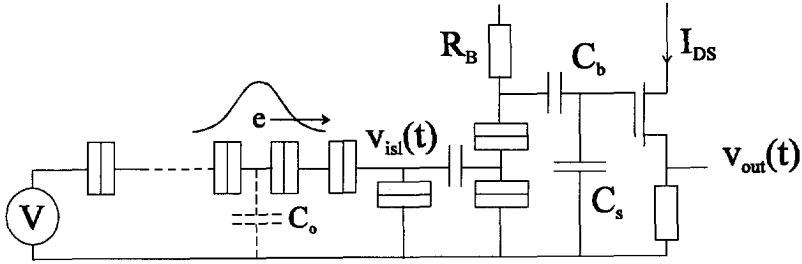 R_B
C_b
I_DS
e
v_isl(t)
v_out(t)
V
C_o
C_s